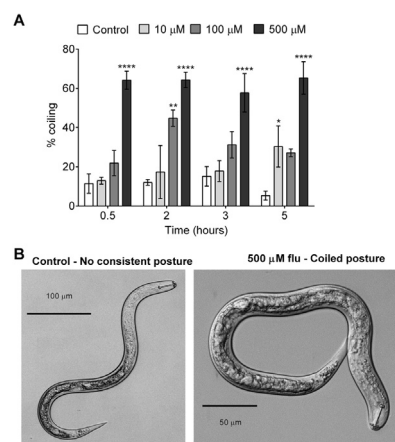 A
Control 10 μM 100 μM 500 μM
80
60
40
20
0
% coiling
**** **** **** ****
** *
0.5 2 3 5
Time (hours)
B
Control - No consistent posture
500 μM flu - Coiled posture
100 μm
50 μm